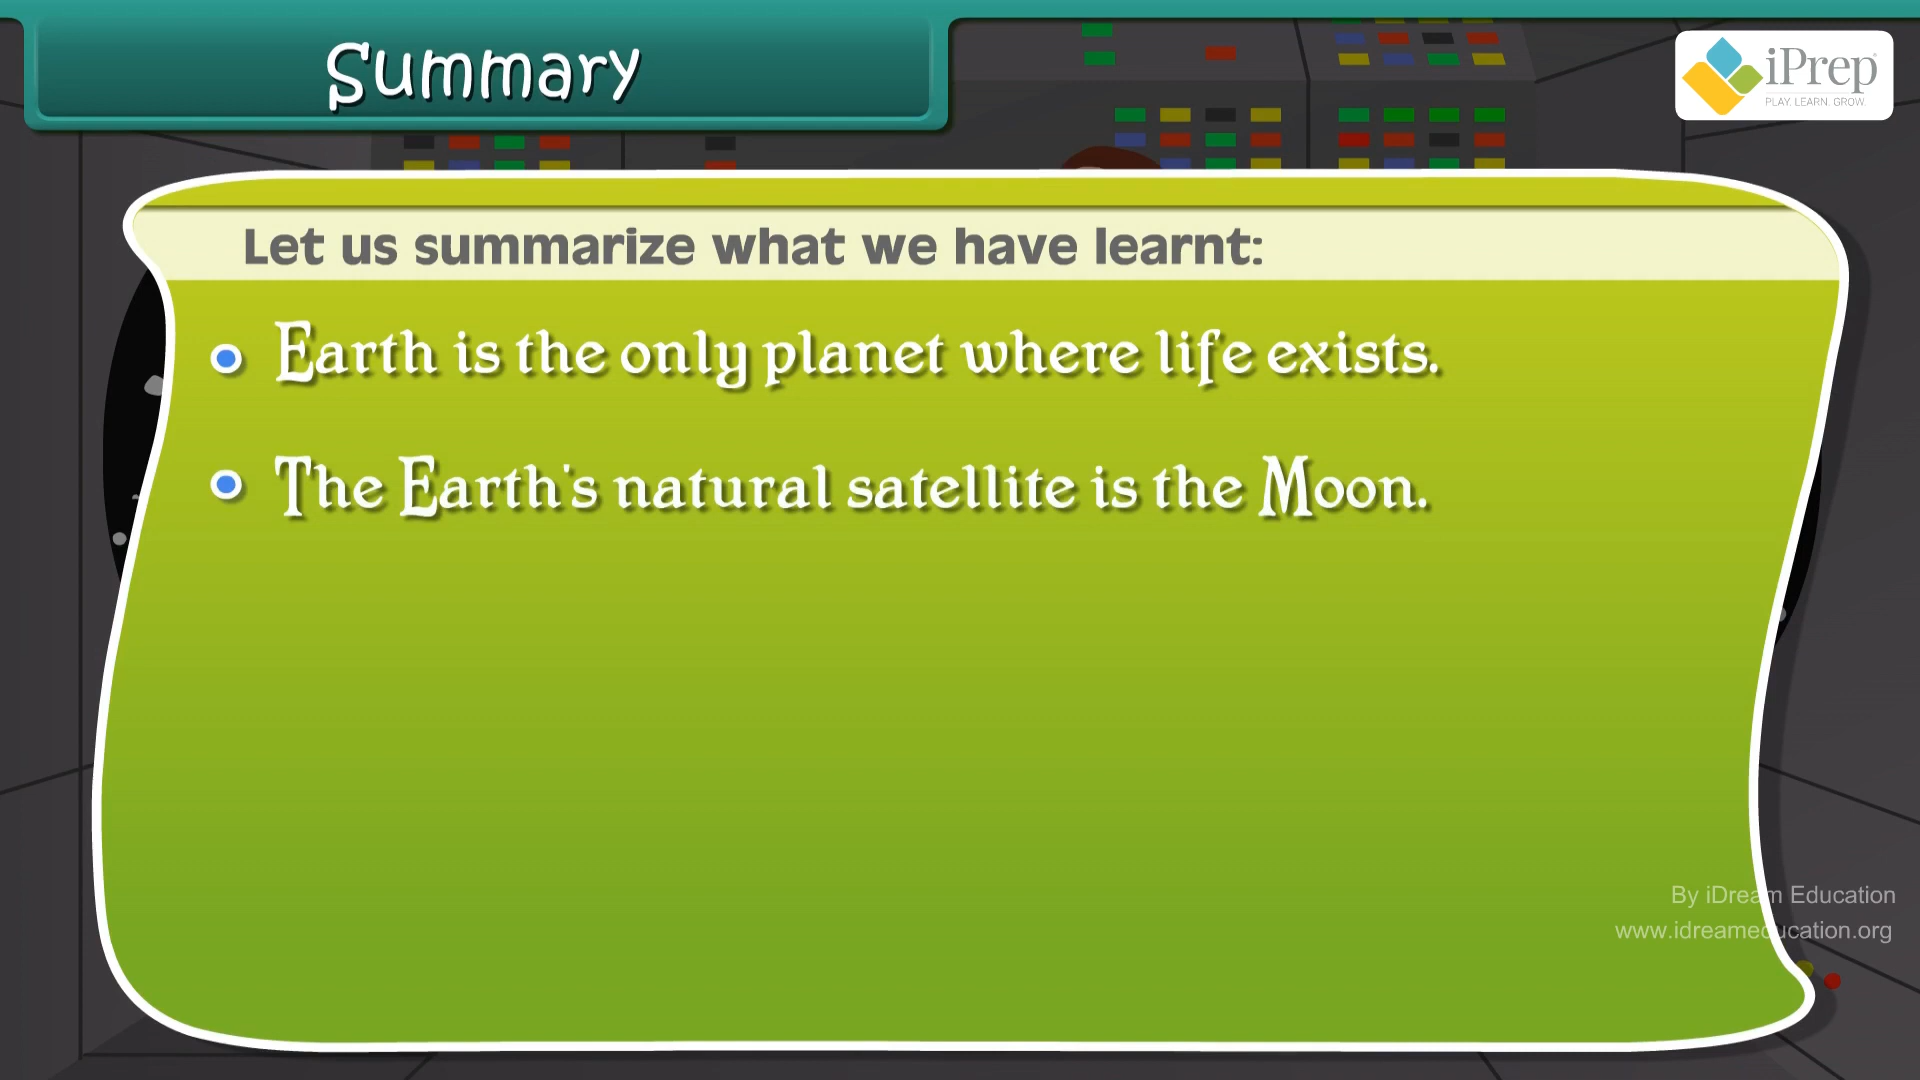 Summary
iPrep
PLAY. LEARN. GROW.
Let us summarize what we have learnt:
Earth is the only planet where life exists.
The Earth's natural satellite is the Moon.
By iDream Education
www.idreameducation.org